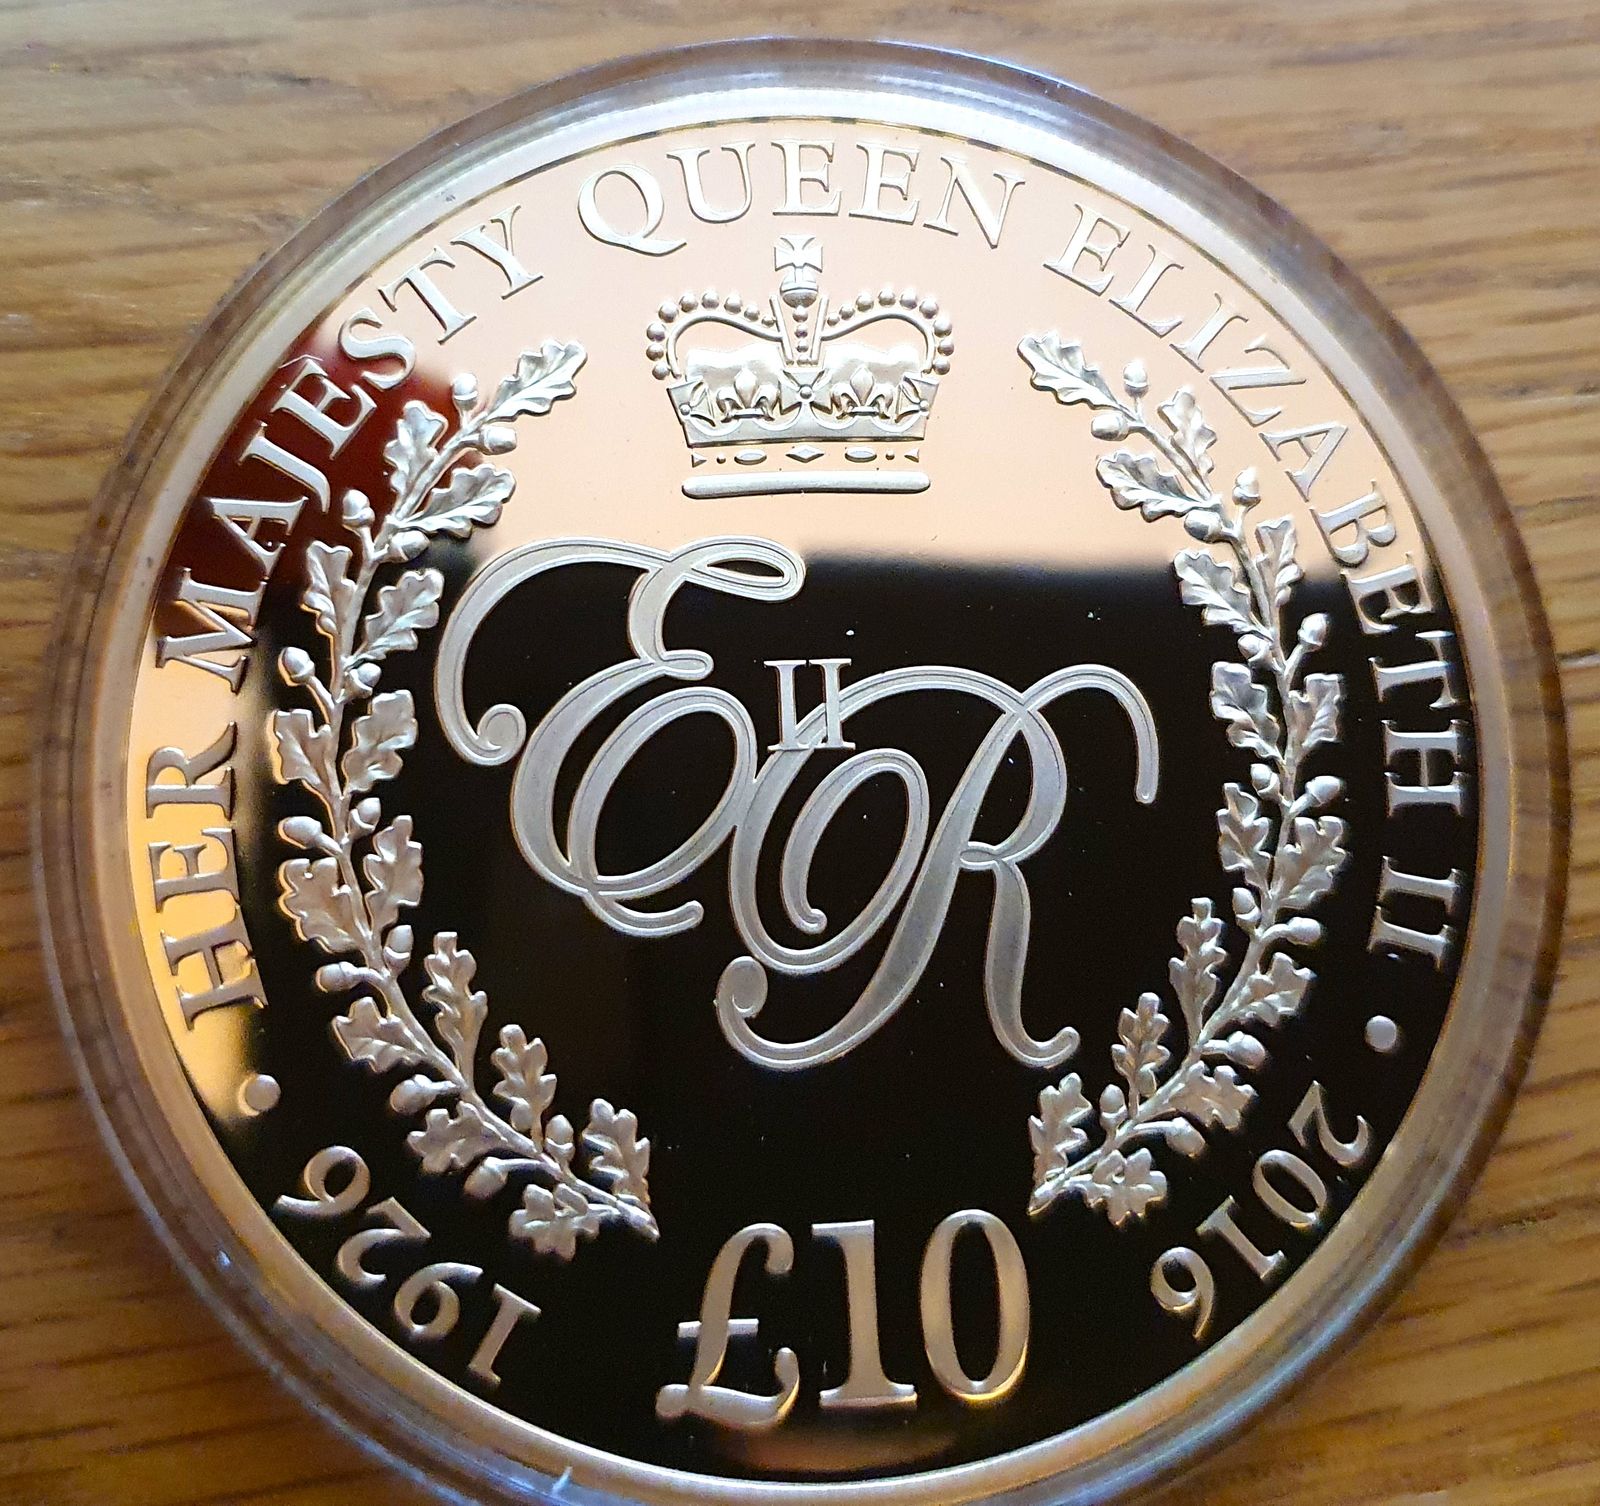 HER MAJESTY QUEEN ELIZABETH II
EIIR
1926
£10
2016